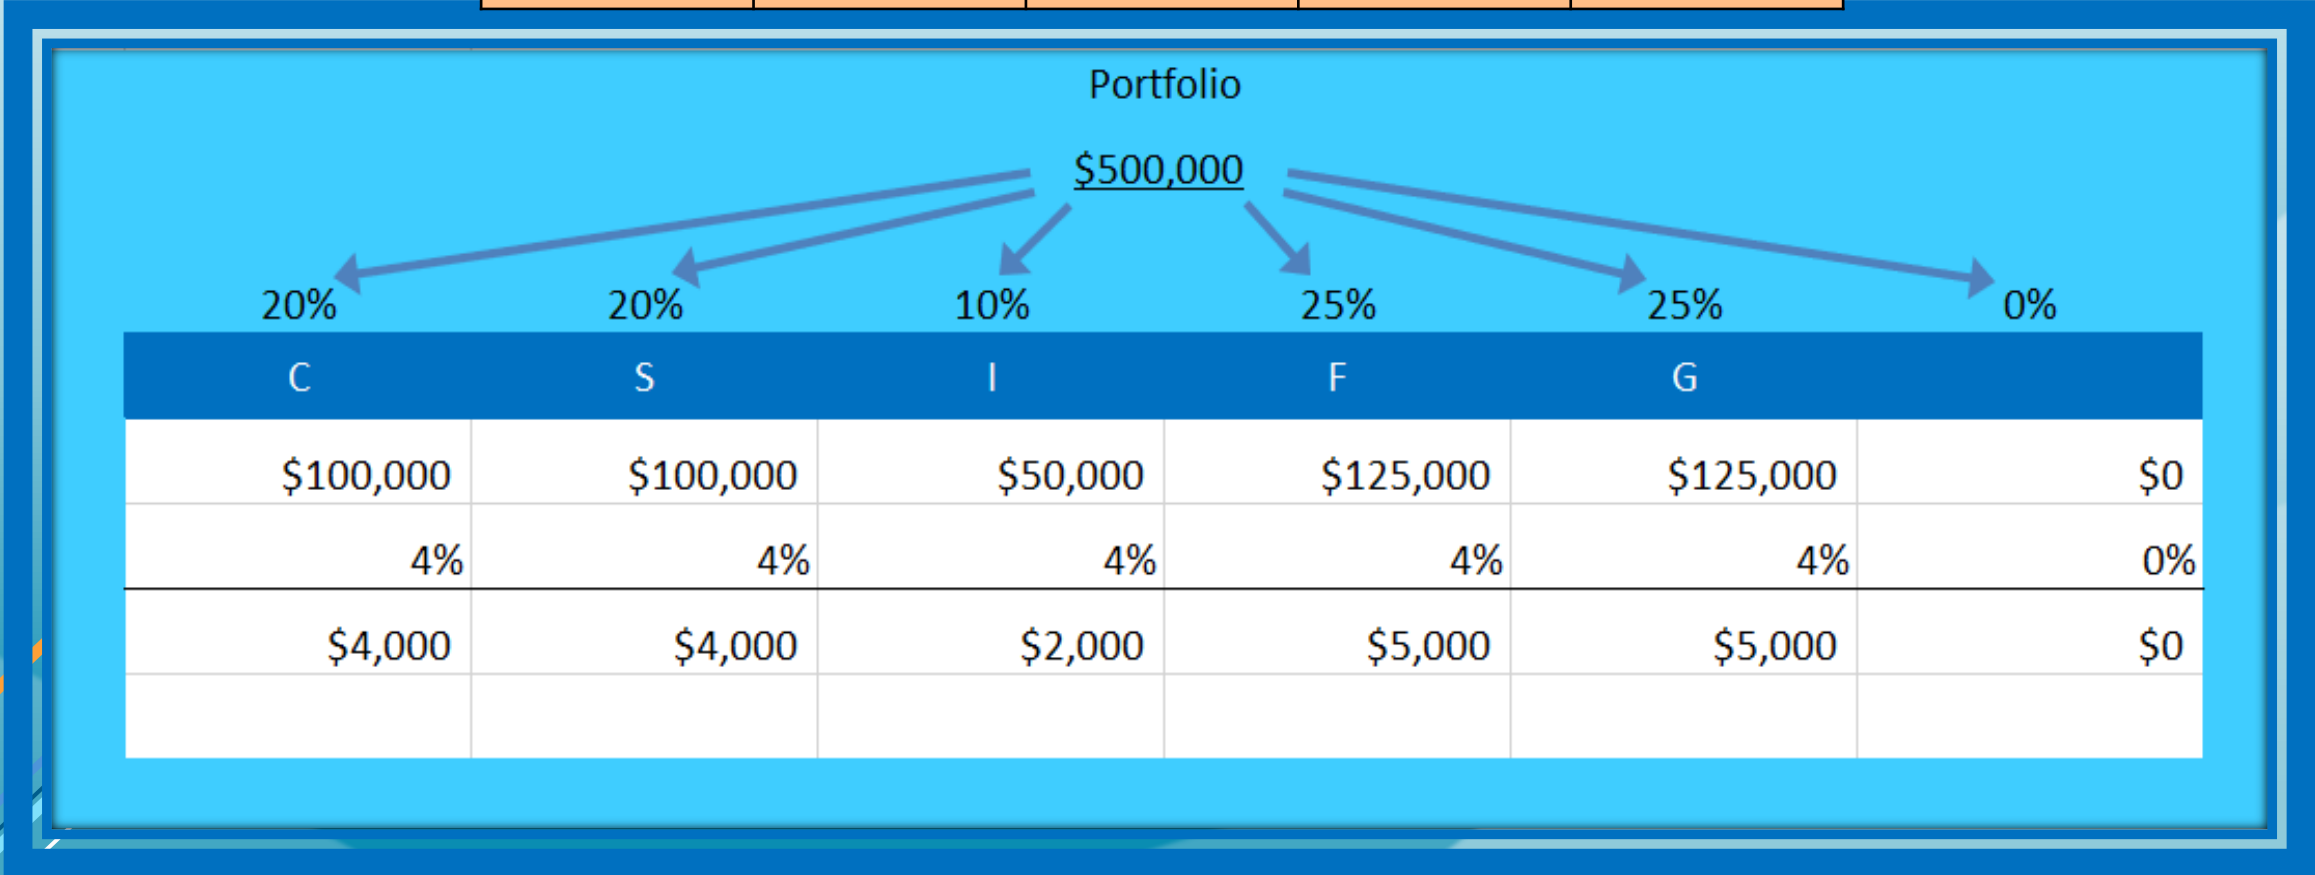 Portfolio
$500,000
20% 20% 10% 25% 25% 0%
C S I F G
$100,000 $100,000 $50,000 $125,000 $125,000 $0
4% 4% 4% 4% 4% 0%
$4,000 $4,000 $2,000 $5,000 $5,000 $0